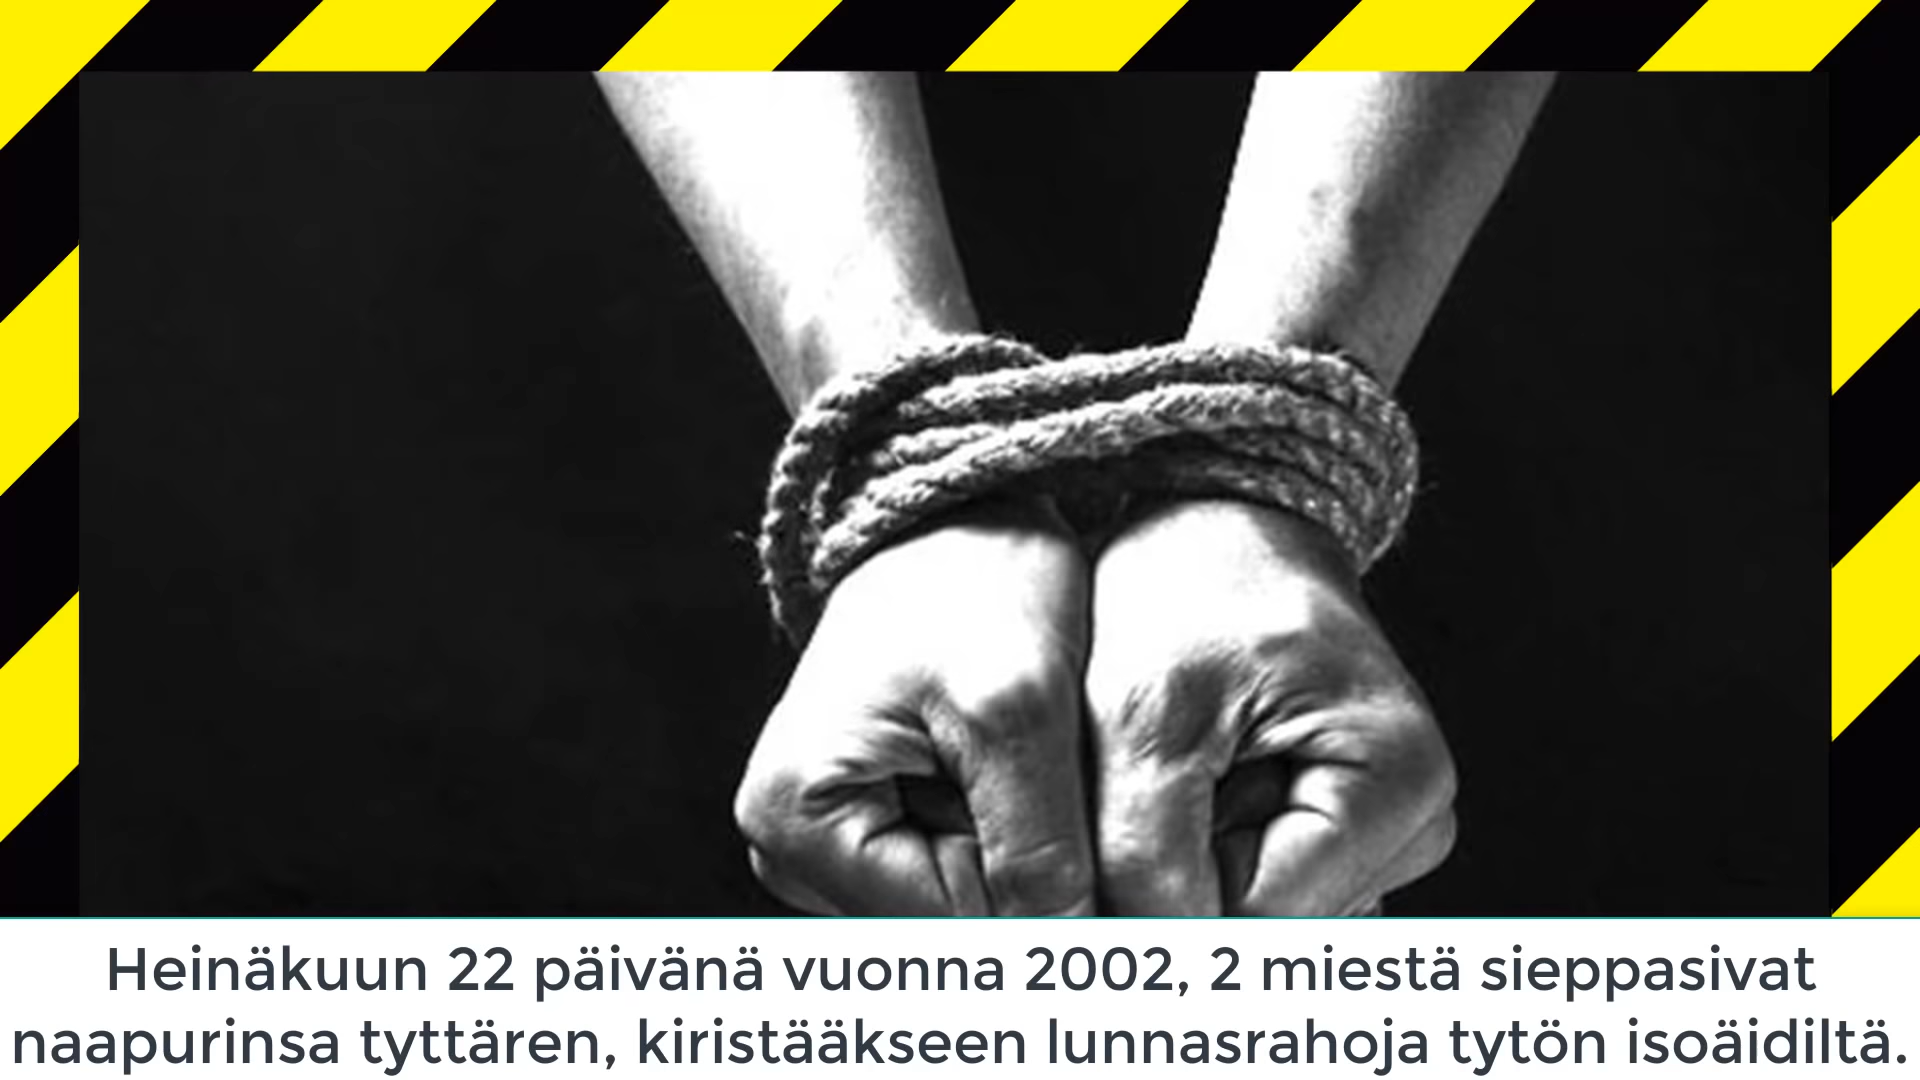 Heinäkuun 22 päivänä vuonna 2002, 2 miestä sieppasivat
naapurinsa tyttären, kiristääkseen lunnasrahoja tytön isoäidiltä.